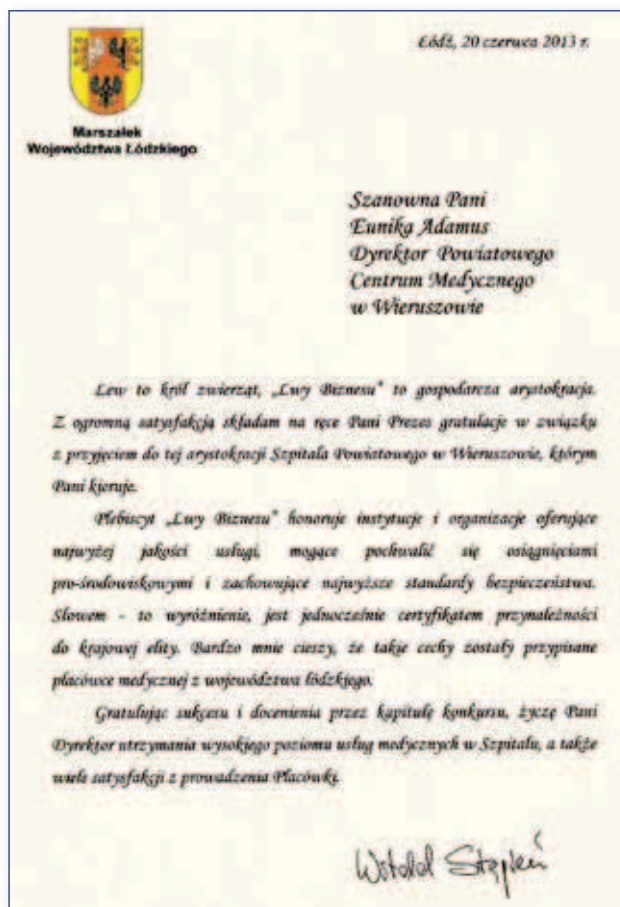 Łódź, 20 czerwca 2013 r.
Marszałek
Województwa Łódzkiego
Szanowna Pani
Eunika Adamus
Dyrektor Powiatowego
Centrum Medycznego
w Wieruszowie
Lew to król zwierząt, „Lwy Biznesu" to gospodarcza arystokracja.
Z ogromną satysfakcją składam na ręce Pani Prezes gratulacje w związku
z przyjęciem do tej arystokracji Szpitala Powiatowego w Wieruszowie, którym
Pani kieruje.
Plebiscyt „Lwy Biznesu" honoruje instytucje i organizacje oferujące
najwyżej jakości usługi, mogące pochwalić się osiągnięciami
pro-środowiskowymi i zachowujące najwyższe standardy bezpieczeństwa.
Słowem - to wyróżnienie, jest jednocześnie certyfikatem przynależności
do krajowej elity. Bardzo mnie cieszy, że takie cechy zostały przypisane
placówce medycznej z województwa łódzkiego.
Gratulując sukcesu i docenienia przez kapitułę konkursu, życzę Pani
Dyrektor utrzymania wysokiego poziomu usług medycznych w Szpitalu, a także
wiele satysfakcji z prowadzenia Placówki.
Witold Stępień